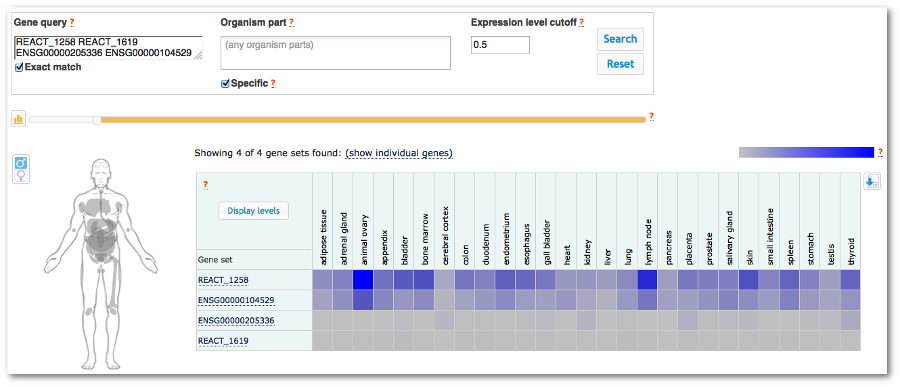 Gene query ?
Organism part ?
Expression level cutoff ?
REACT_1258 REACT_1619
ENSG00000205336 ENSG00000104529
(any organism parts)
0.5
Search
Reset
Exact match
Specific ?
?
Showing 4 of 4 gene sets found: (show individual genes)
?
?
Display levels
Gene set
adipose tissue
adrenal gland
animal ovary
appendix
bladder
bone marrow
cerebral cortex
colon
duodenum
endometrium
esophagus
gall bladder
heart
kidney
liver
lung
lymph node
pancreas
placenta
prostate
salivary gland
skin
small intestine
spleen
stomach
testis
thyroid
REACT_1258
ENSG00000104529
ENSG00000205336
REACT_1619